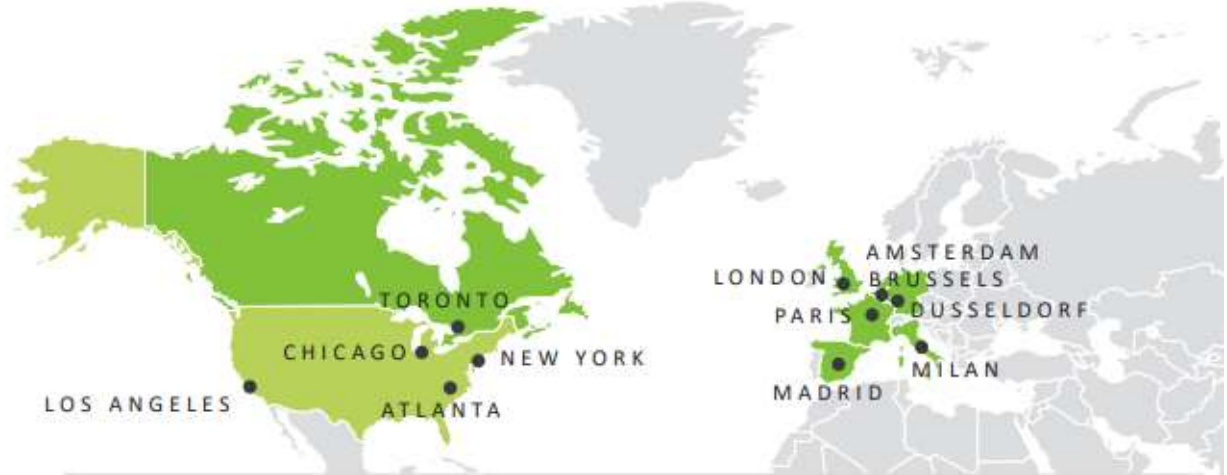 AMSTERDAM
LONDON
BRUSSELS
PARIS
DUSSELDORF
TORONTO
CHICAGO
NEW YORK
MILAN
MADRID
LOS ANGELES
ATLANTA